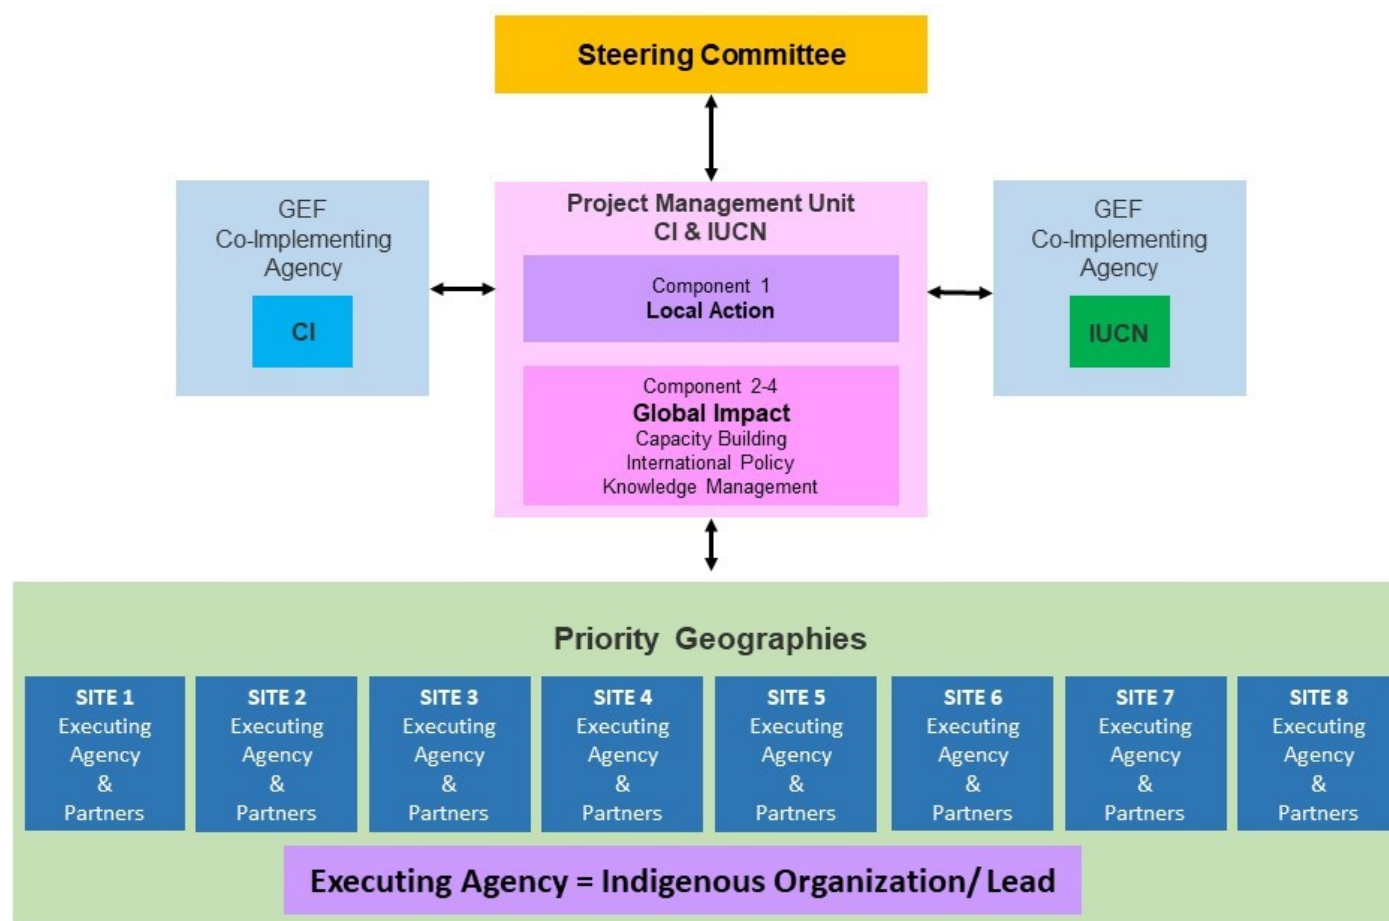 Steering Committee
GEF
Co-Implementing
Agency
CI
Project Management Unit
CI & IUCN
Component 1
Local Action
Component 2-4
Global Impact
Capacity Building
International Policy
Knowledge Management
GEF
Co-Implementing
Agency
IUCN
Priority Geographies
SITE 1
Executing
Agency
&
Partners
SITE 2
Executing
Agency
&
Partners
SITE 3
Executing
Agency
&
Partners
SITE 4
Executing
Agency
&
Partners
SITE 5
Executing
Agency
&
Partners
SITE 6
Executing
Agency
&
Partners
SITE 7
Executing
Agency
&
Partners
SITE 8
Executing
Agency
&
Partners
Executing Agency = Indigenous Organization/ Lead